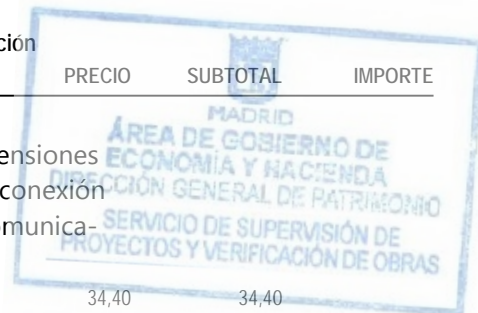 ción
PRECIO SUBTOTAL IMPORTE
MADRID
ÁREA DE GOBIERNO DE
ensiones ECONOMÍA Y HACIENDA
conexión DIRECCIÓN GENERAL DE PATRIMONIO
omunica- SERVICIO DE SUPERVISIÓN DE
PROYECTOS Y VERIFICACIÓN DE OBRAS
34,40 34,40